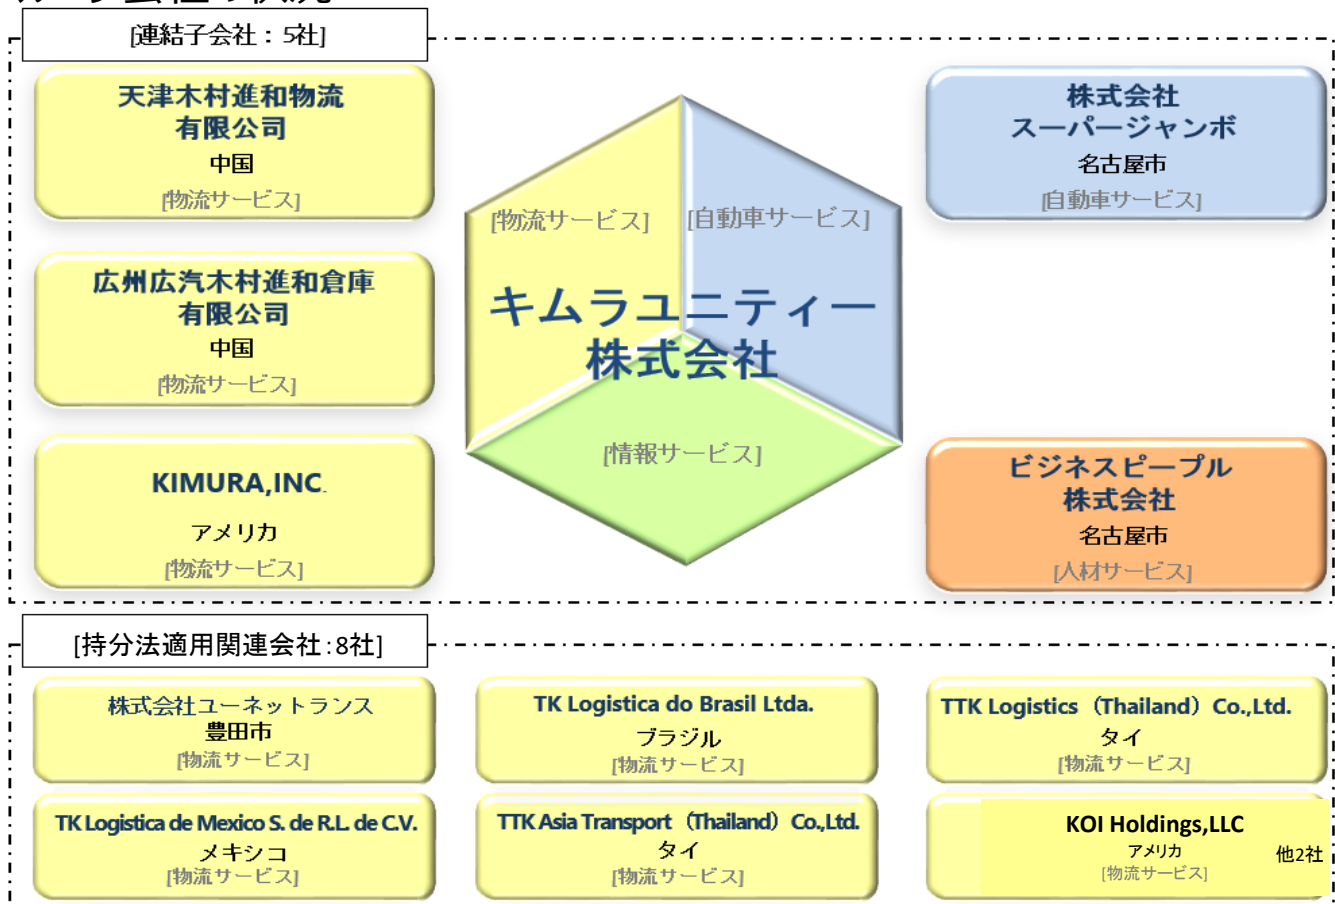 [連結子会社：5社]
天津木村進和物流
有限公司
中国
[物流サービス]
広州広汽木村進和倉庫
有限公司
中国
[物流サービス]
KIMURA,INC.
アメリカ
[物流サービス]
[物流サービス]
[自動車サービス]
キムラユニティー
株式会社
[情報サービス]
株式会社
スーパージャンボ
名古屋市
[自動車サービス]
ビジネスピープル
株式会社
名古屋市
[人材サービス]
[持分法適用関連会社:8社]
株式会社ユーネットランス
豊田市
[物流サービス]
TK Logistica do Brasil Ltda.
ブラジル
[物流サービス]
TTK Logistics（Thailand）Co.,Ltd.
タイ
[物流サービス]
TK Logistica de Mexico S. de R.L. de C.V.
メキシコ
[物流サービス]
TTK Asia Transport（Thailand）Co.,Ltd.
タイ
[物流サービス]
KOI Holdings,LLC
アメリカ
[物流サービス]
他2社